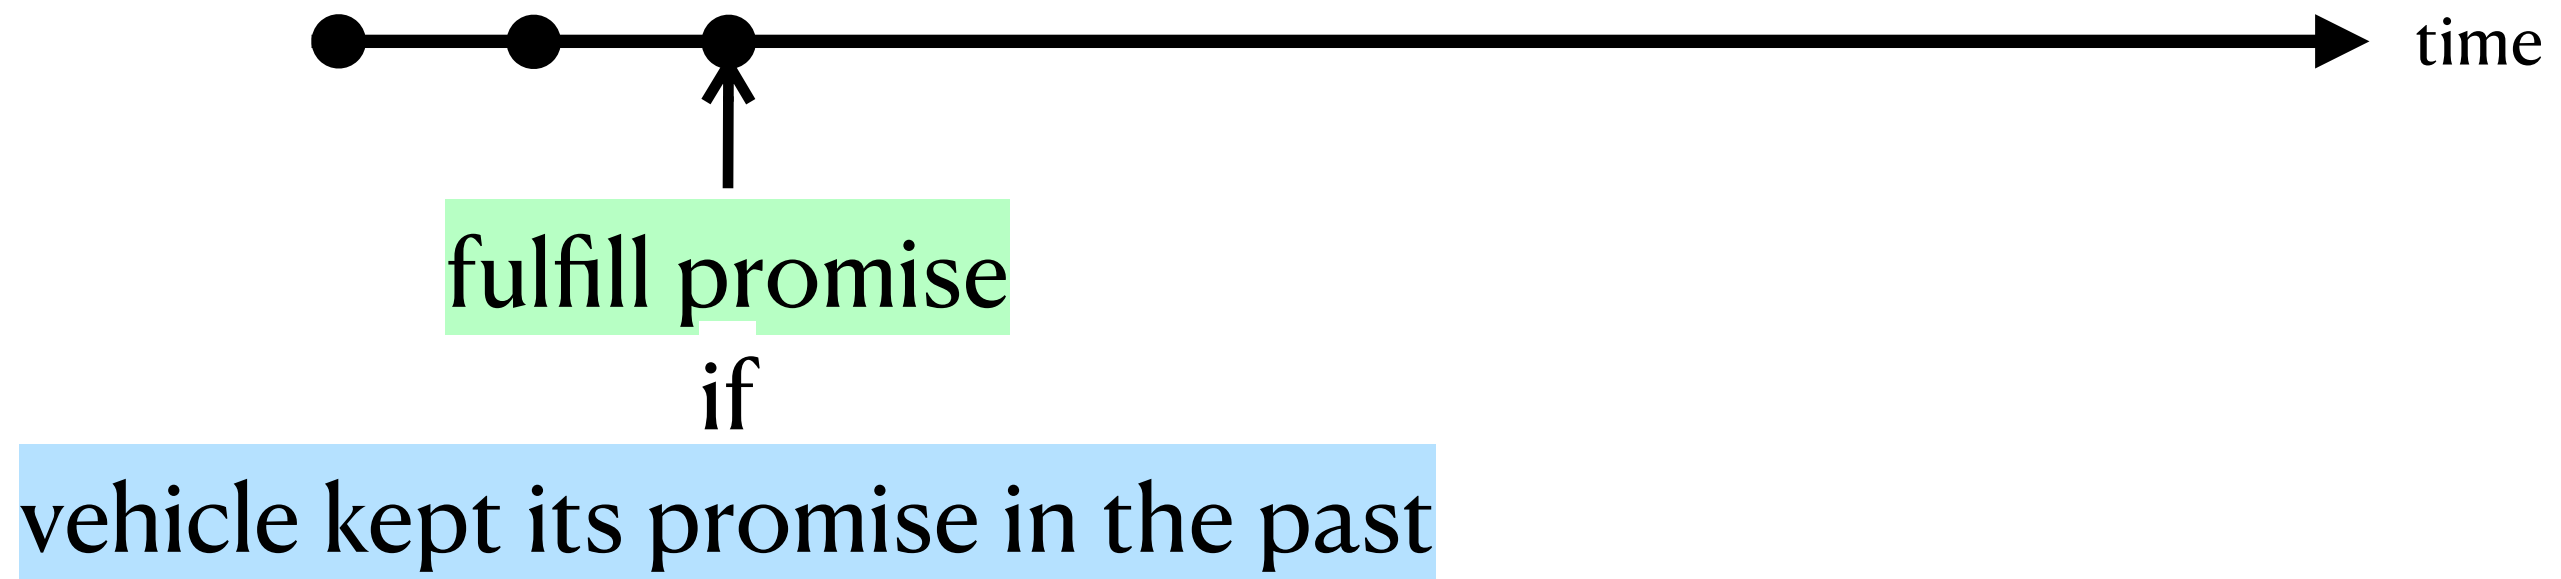 time
fulfill promise
if
vehicle kept its promise in the past